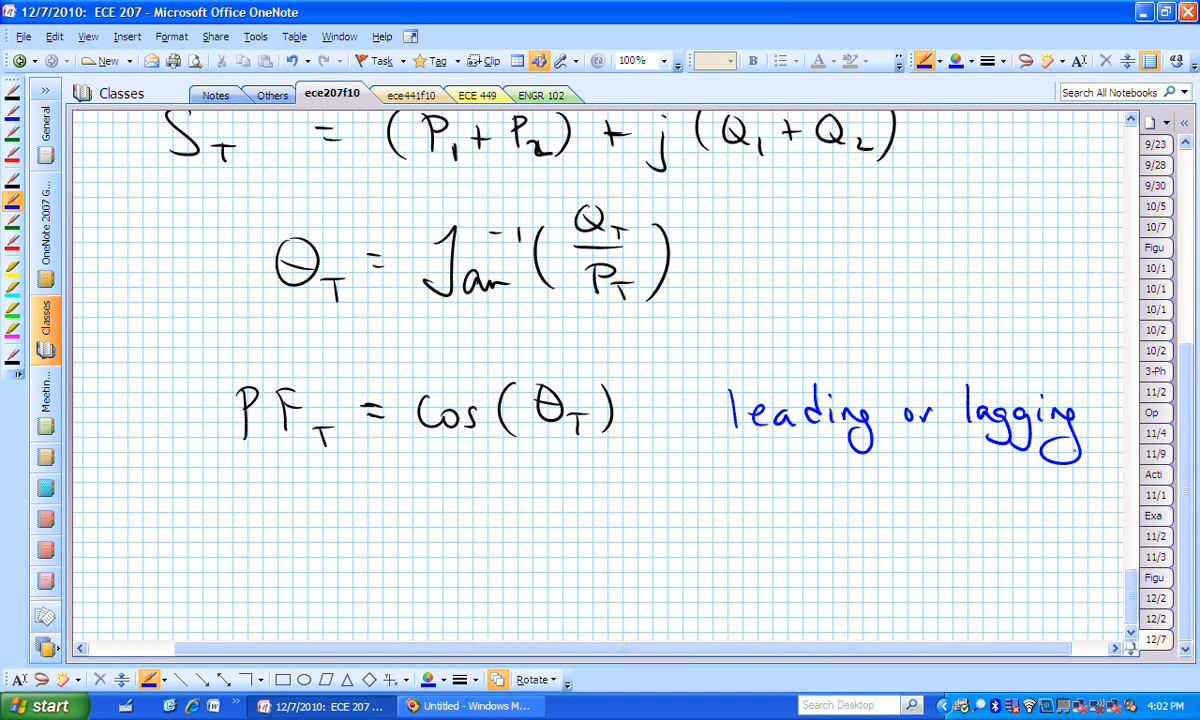 12/7/2010: ECE 207 - Microsoft Office OneNote
File Edit View Insert Format Share Tools Table Window Help
New Task Tag Clip 100% B A ab A
Classes Notes Others ece207f10 ece441f10 ECE 449 ENGR 102 Search All Notebooks
General
OneNote 2007 G...
Classes
Meetin...
S_T = (P_1 + P_2) + j (Q_1 + Q_2)
θ_T = Tan^-1 (Q_T / P_T)
PF_T = cos (θ_T) leading or lagging
9/23
9/28
9/30
10/5
10/7
Figu
10/1
10/1
10/1
10/2
10/2
3-Ph
11/2
Op
11/4
11/9
Acti
11/1
Exa
11/2
11/3
Figu
12/2
12/2
12/7
A Rotate
start 12/7/2010: ECE 207 ... Untitled - Windows M... Search Desktop 4:02 PM